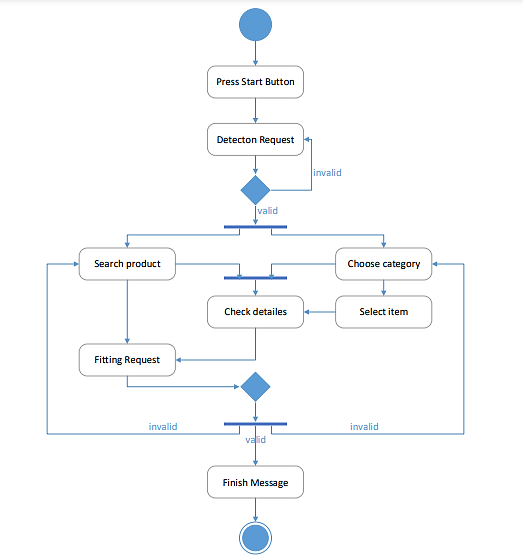 Press Start Button
Detecton Request
invalid
valid
Search product
Choose category
Check detailes
Select item
Fitting Request
invalid
valid
invalid
Finish Message